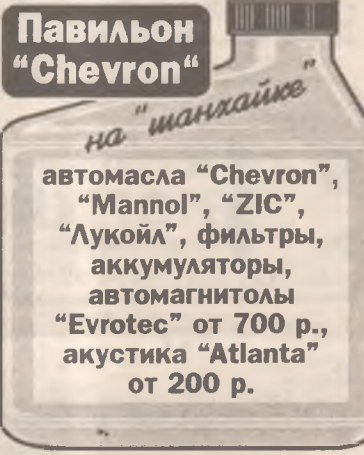 Павильон
“Chevron“
на "шанхайке"
автомасла “Chevron”,
“Mannol”, “ZIC”,
“Лукойл”, фильтры,
аккумуляторы,
автомагнитолы
“Evrotec” от 700 р.,
акустика “Atlanta”
от 200 р.